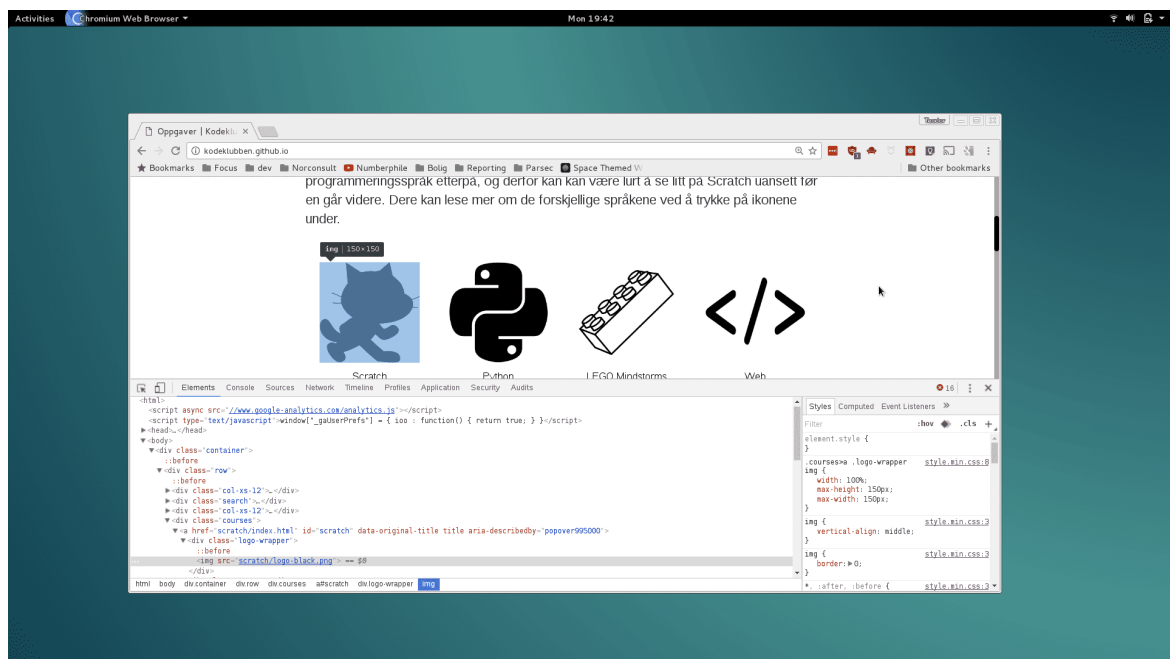 Activities Chromium Web Browser Mon 19:42
Oppgaver | Kodeklu
kodeklubben.github.io
Bookmarks Focus dev Norconsult Numberphile Bolig Reporting Parsec Space Themed W Other bookmarks
programmeringsspråk etterpå, og derfor kan kan være lurt å se litt på Scratch uansett før
en går videre. Dere kan lese mer om de forskjellige språkene ved å trykke på ikonene
under.
img | 150×150
Scratch Python LEGO Mindstorms Web
Elements Console Sources Network Timeline Profiles Application Security Audits 16
<html>
<script async src="//www.google-analytics.com/analytics.js"></script>
<script type="text/javascript">window["_gaUserPrefs"] = { ioo : function() { return true; } }</script>
<head>…</head>
<body>
<div class="container">
::before
<div class="row">
::before
<div class="col-xs-12">…</div>
<div class="search">…</div>
<div class="col-xs-12">…</div>
<div class="courses">
<a href="scratch/index.html" id="scratch" data-original-title title aria-describedby="popover995000">
<div class="logo-wrapper">
::before
<img src="scratch/logo-black.png"> == $0
</div>
html body div.container div.row div.courses a#scratch div.logo-wrapper img
Styles Computed Event Listeners »
Filter :hov .cls +
element.style {
}
.courses>a .logo-wrapper style.min.css:8
img {
width: 100%;
max-height: 150px;
max-width: 150px;
}
img { style.min.css:3
vertical-align: middle;
}
img { style.min.css:3
border: 0;
}
*, :after, :before { style.min.css:3